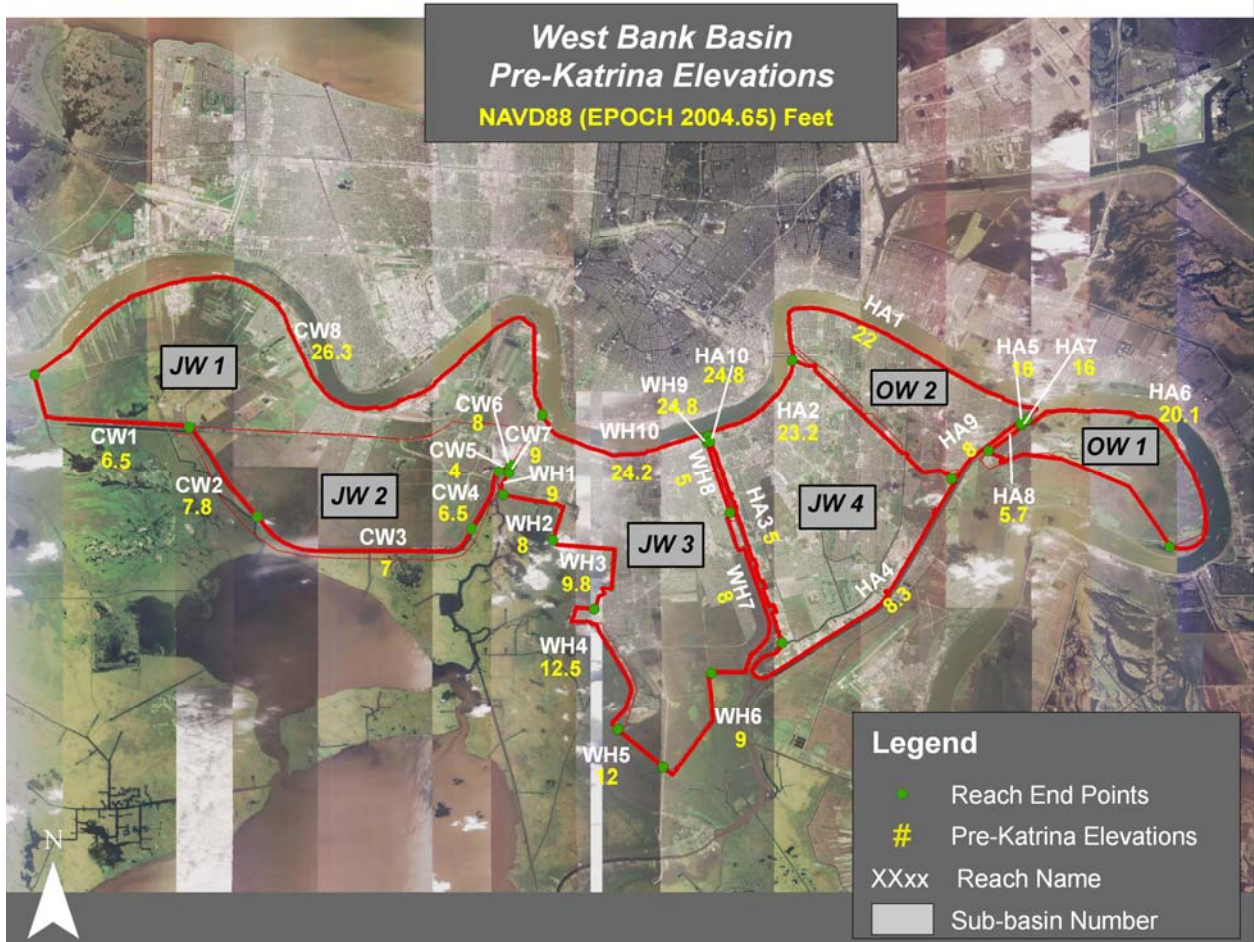 West Bank Basin
Pre-Katrina Elevations
NAVD88 (EPOCH 2004.65) Feet
CW8
26.3
JW 1
CW1
6.5
CW2
7.8
JW 2
CW3
7
CW4
6.5
CW5
4
CW6
8
CW7
9
WH1
9
WH2
8
WH3
9.8
WH4
12.5
WH5
12
WH6
9
JW 3
WH10
24.2
WH9
24.8
HA10
24.8
WH8
5
HA3
5
WH7
8
JW 4
HA2
23.2
HA1
22
OW 2
HA4
8.3
HA9
8
HA5
16
HA7
16
HA8
5.7
HA6
20.1
OW 1
N
Legend
Reach End Points
# Pre-Katrina Elevations
XXxx Reach Name
Sub-basin Number